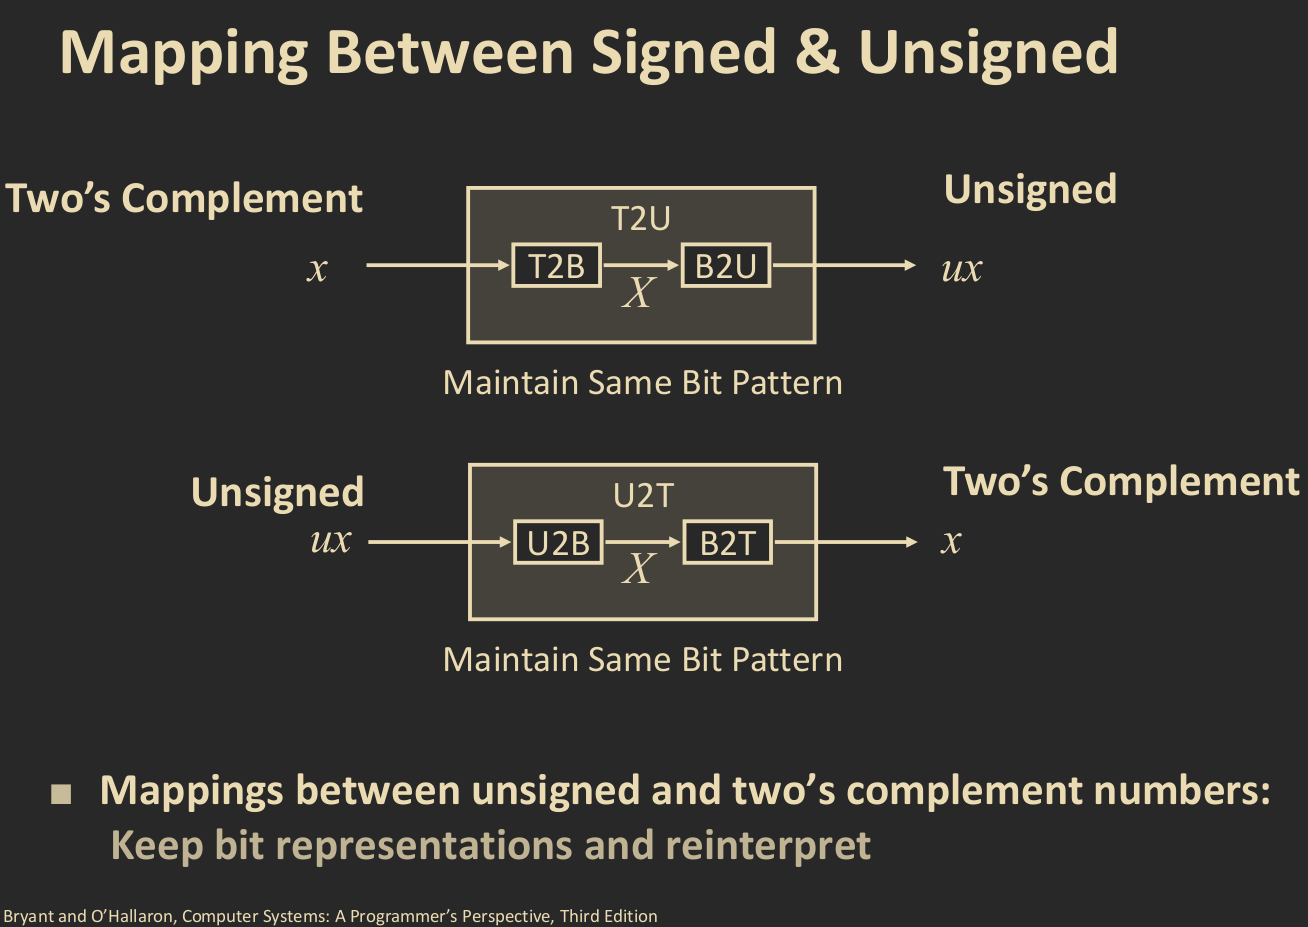 Mapping Between Signed & Unsigned
Two’s Complement
Unsigned
T2U
x
T2B
X
B2U
ux
Maintain Same Bit Pattern
Unsigned
Two’s Complement
U2T
ux
U2B
X
B2T
x
Maintain Same Bit Pattern
Mappings between unsigned and two’s complement numbers:
Keep bit representations and reinterpret
Bryant and O’Hallaron, Computer Systems: A Programmer’s Perspective, Third Edition